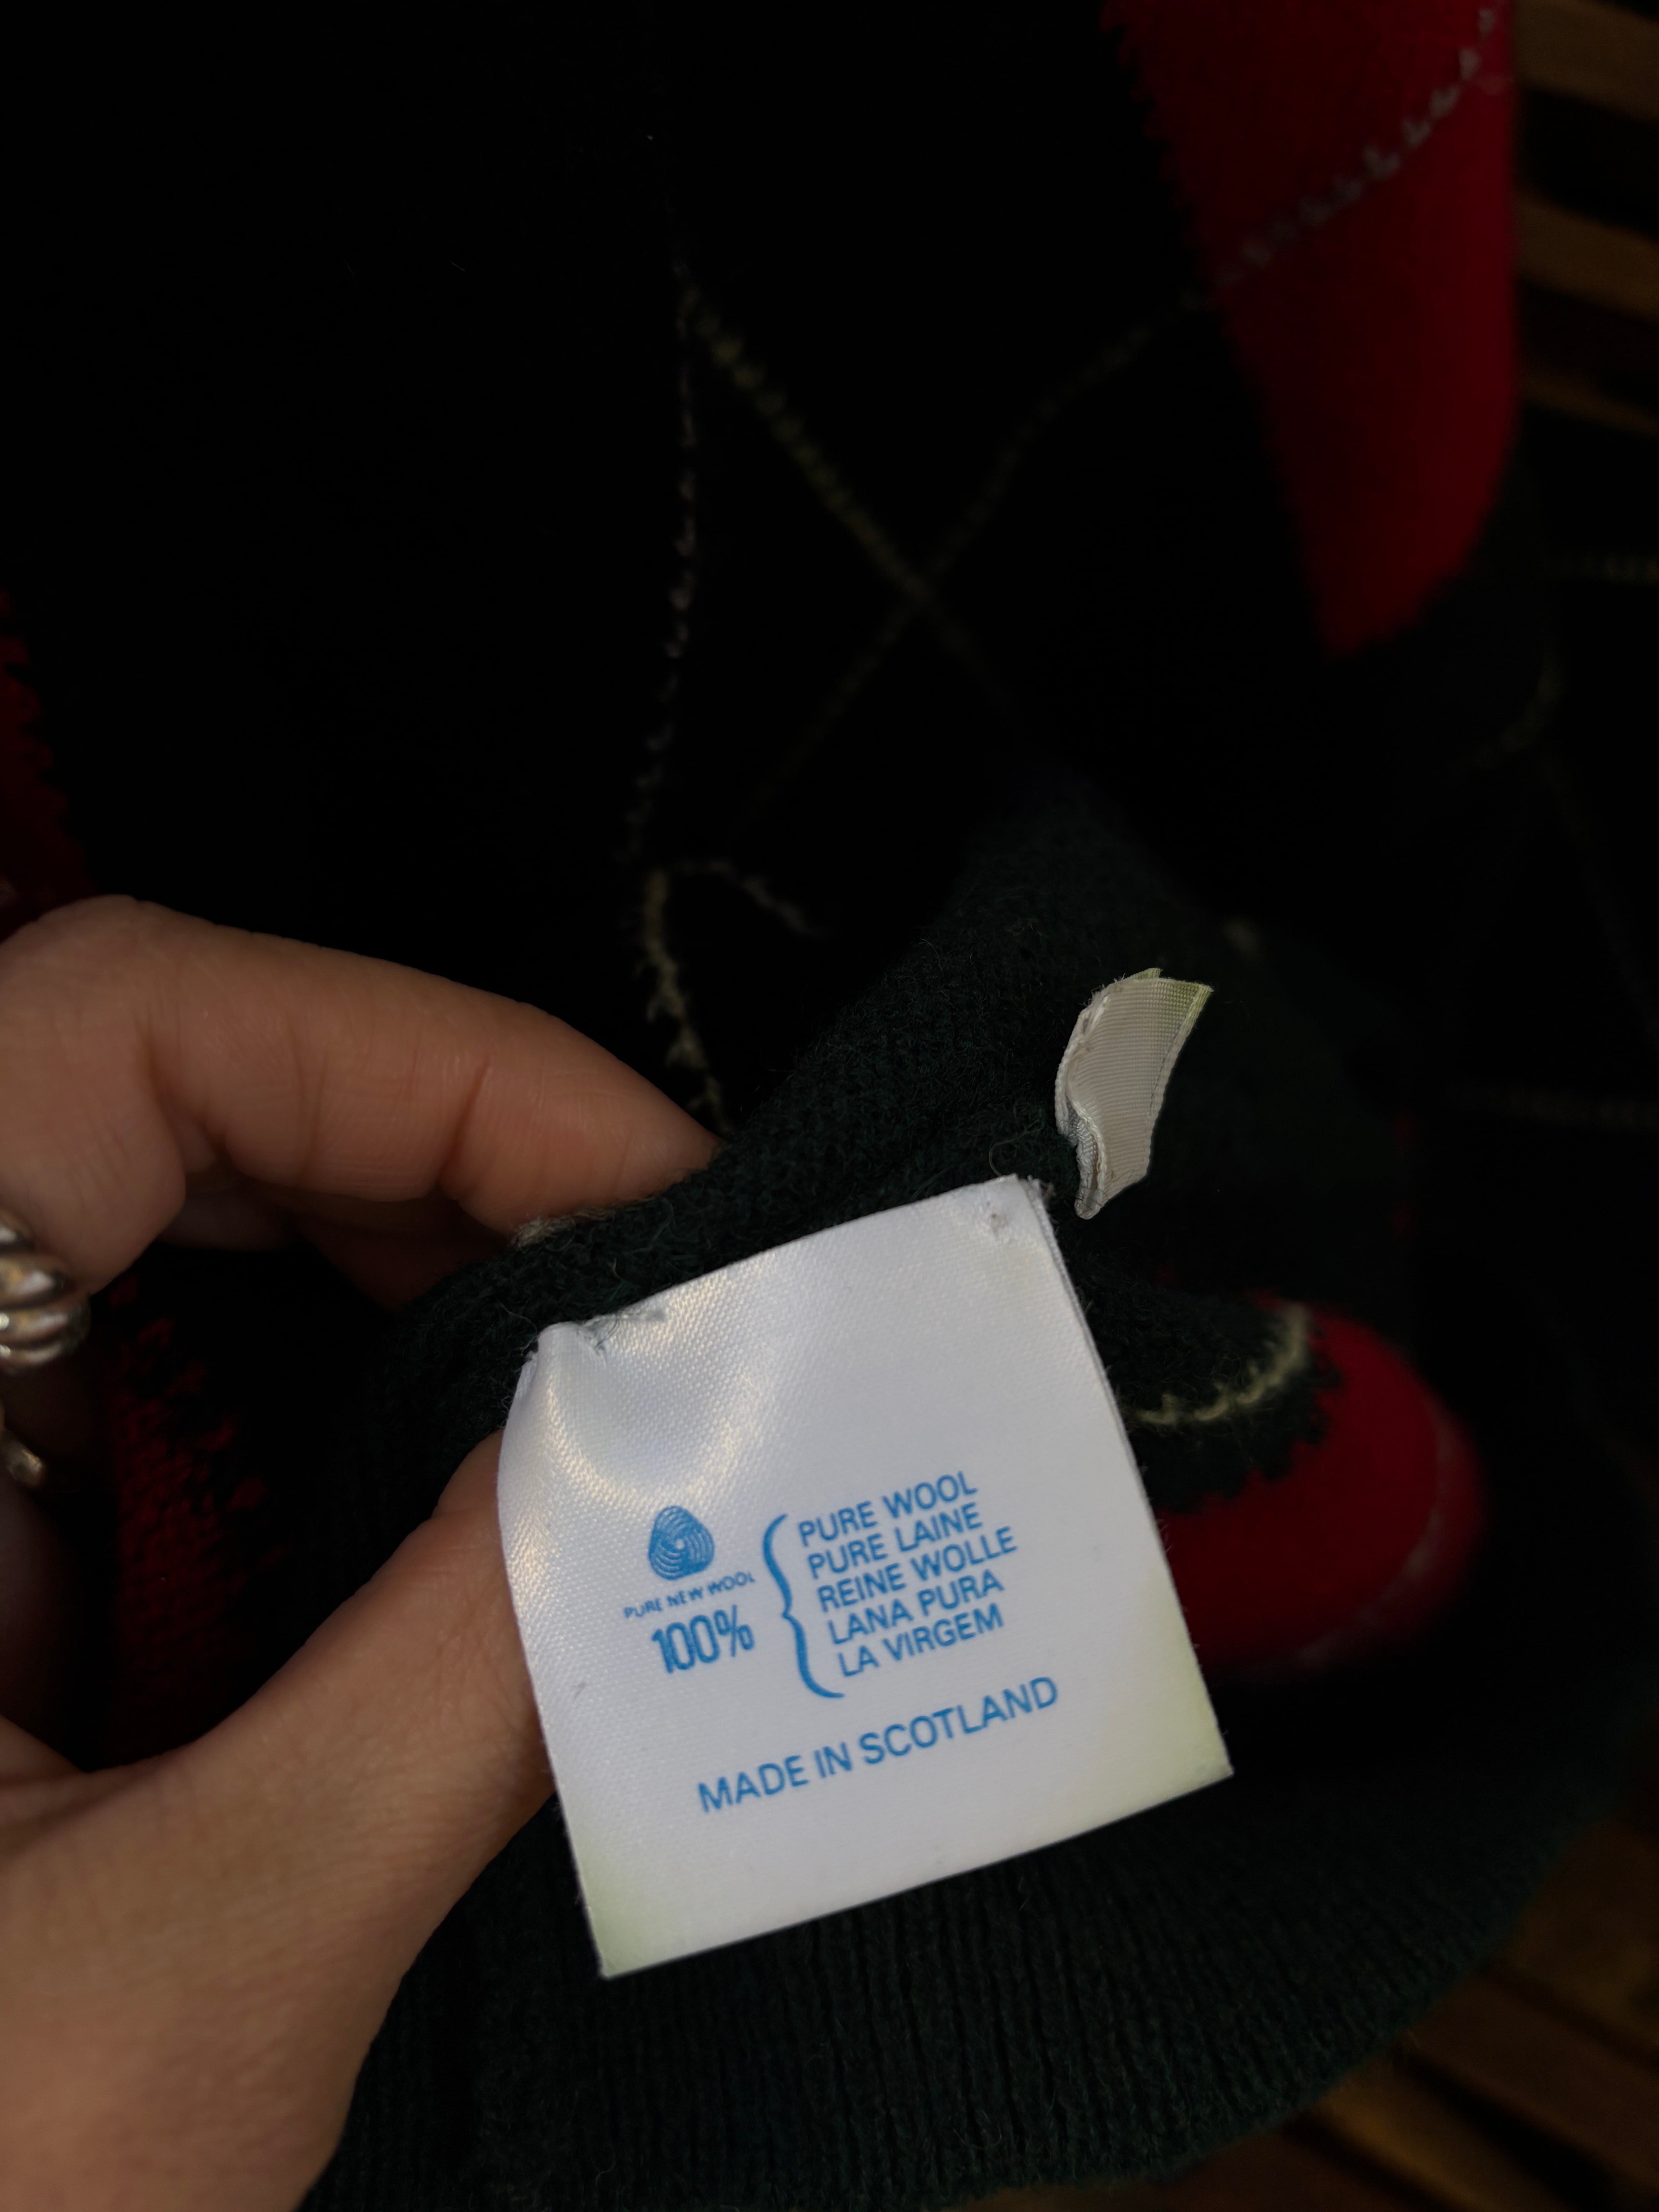 PURE NEW WOOL
100%
PURE WOOL
PURE LAINE
REINE WOLLE
LANA PURA
LA VIRGEM
MADE IN SCOTLAND